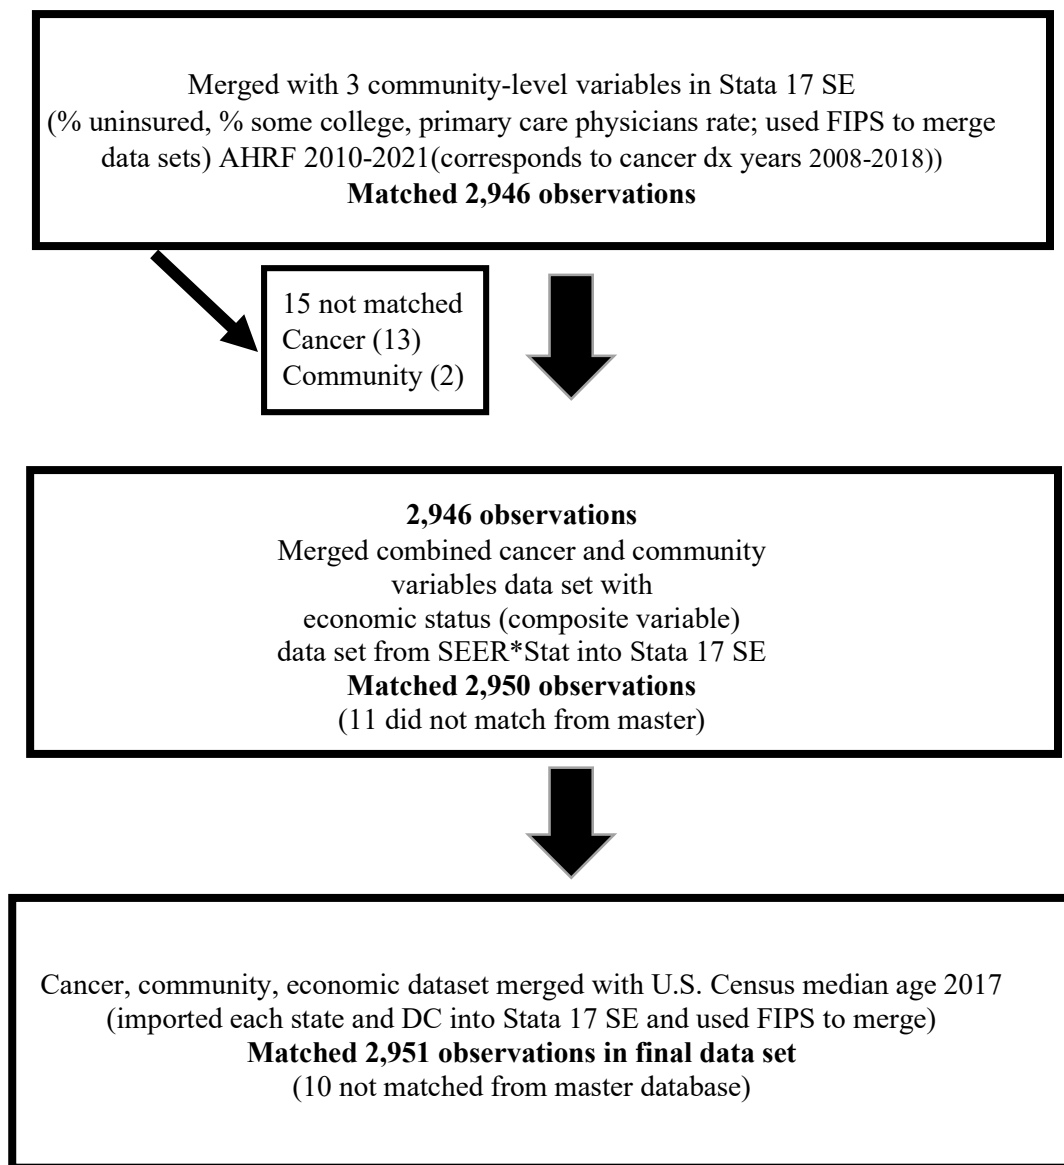 Merged with 3 community-level variables in Stata 17 SE
(% uninsured, % some college, primary care physicians rate; used FIPS to merge
data sets) AHRF 2010-2021(corresponds to cancer dx years 2008-2018))
Matched 2,946 observations
15 not matched
Cancer (13)
Community (2)
2,946 observations
Merged combined cancer and community
variables data set with
economic status (composite variable)
data set from SEER*Stat into Stata 17 SE
Matched 2,950 observations
(11 did not match from master)
Cancer, community, economic dataset merged with U.S. Census median age 2017
(imported each state and DC into Stata 17 SE and used FIPS to merge)
Matched 2,951 observations in final data set
(10 not matched from master database)